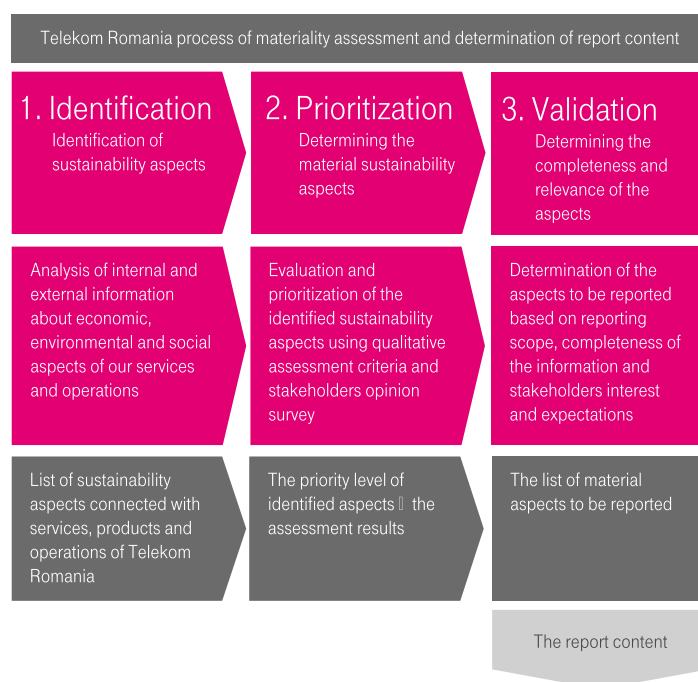 Telekom Romania process of materiality assessment and determination of report content
1. Identification
Identification of
sustainability aspects
2. Prioritization
Determining the
material sustainability
aspects
3. Validation
Determining the
completeness and
relevance of the
aspects
Analysis of internal and
external information
about economic,
environmental and social
aspects of our services
and operations
Evaluation and
prioritization of the
identified sustainability
aspects using qualitative
assessment criteria and
stakeholders opinion
survey
Determination of the
aspects to be reported
based on reporting
scope, completeness of
the information and
stakeholders interest
and expectations
List of sustainability
aspects connected with
services, products and
operations of Telekom
Romania
The priority level of
identified aspects the
assessment results
The list of material
aspects to be reported
The report content